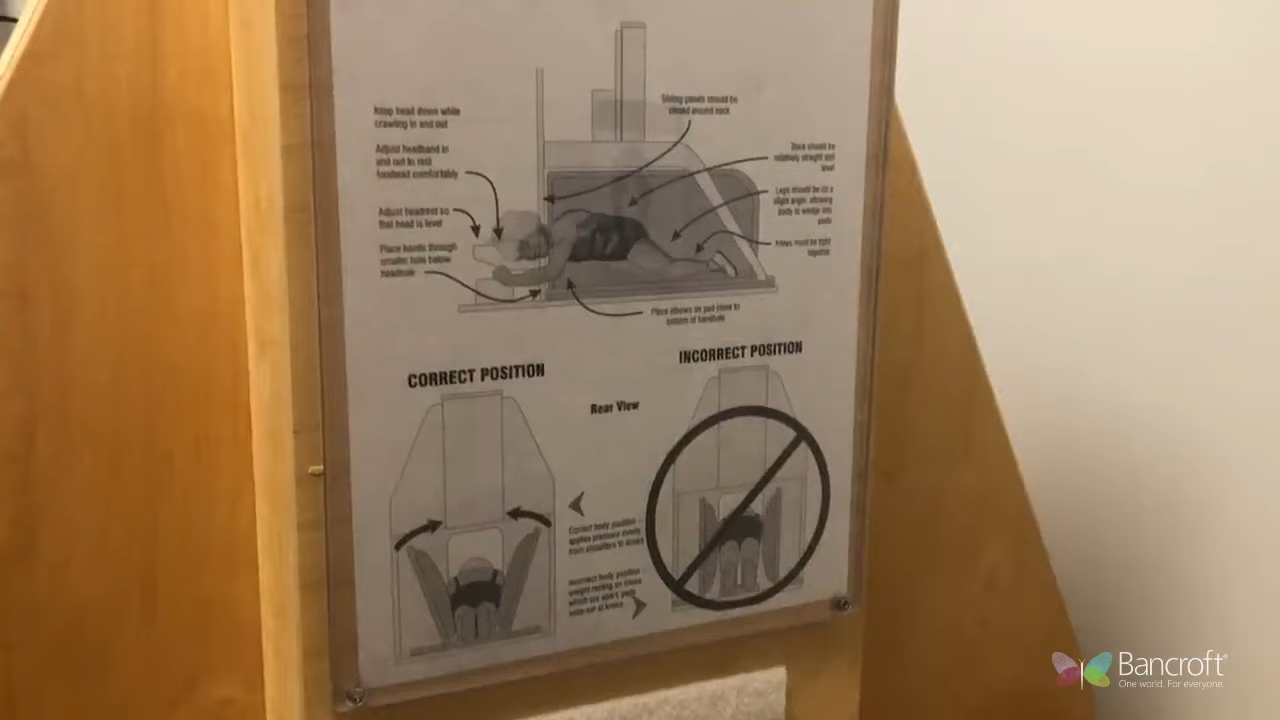 Keep head down while
crawling in and out
Adjust headband in
and out to rest
forehead comfortably
Adjust headrest so
that head is level
Place hands through
smaller hole below
headhole
Sliding panels should be
closed around neck
Back should be
relatively straight and
level
Legs should be on a
slight angle, allowing
body to wedge into
pads
Knees must be tight
together
Place elbows on pad close to
bottom of handhole
CORRECT POSITION
INCORRECT POSITION
Rear View
Correct body position –
applies pressure evenly
from shoulders to knees
Incorrect body position –
weight resting on knees
which are apart, pads
wide-out at knees
Bancroft®
One world. For everyone.